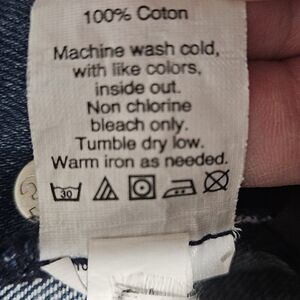 100% Coton
Machine wash cold,
with like colors,
inside out.
Non chlorine
bleach only.
Tumble dry low.
Warm iron as needed.
30